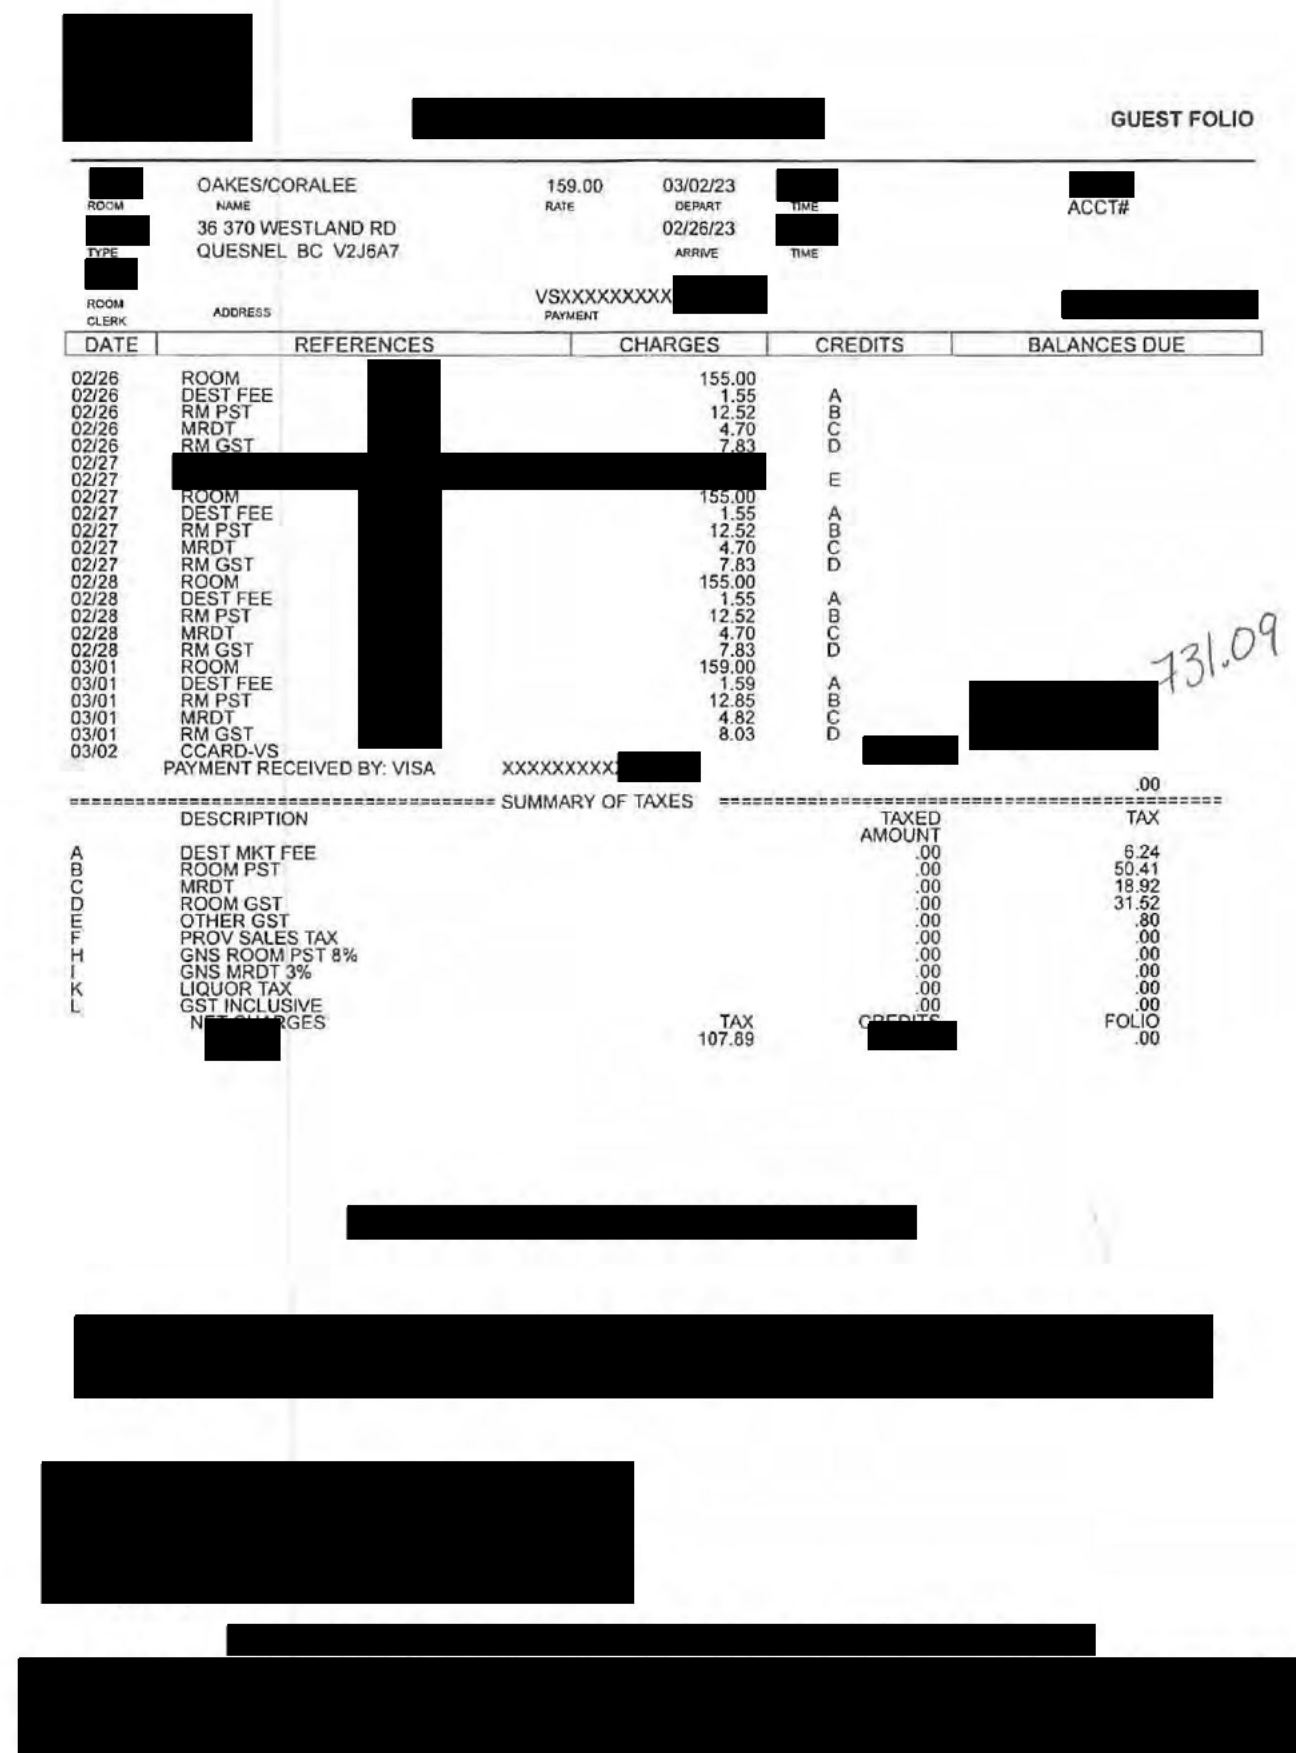 GUEST FOLIO
OAKES/CORALEE 159.00 03/02/23
ROOM NAME RATE DEPART TIME ACCT#
36 370 WESTLAND RD 02/26/23
TYPE QUESNEL BC V2J6A7 ARRIVE TIME
VSXXXXXXXXX
ROOM CLERK ADDRESS PAYMENT
DATE REFERENCES CHARGES CREDITS BALANCES DUE
02/26 ROOM 155.00
02/26 DEST FEE 1.55 A
02/26 RM PST 12.52 B
02/26 MRDT 4.70 C
02/26 RM GST 7.83 D
02/27
02/27 E
02/27 ROOM 155.00
02/27 DEST FEE 1.55 A
02/27 RM PST 12.52 B
02/27 MRDT 4.70 C
02/27 RM GST 7.83 D
02/28 ROOM 155.00
02/28 DEST FEE 1.55 A
02/28 RM PST 12.52 B
02/28 MRDT 4.70 C
02/28 RM GST 7.83 D
731.09
03/01 ROOM 159.00
03/01 DEST FEE 1.59 A
03/01 RM PST 12.85 B
03/01 MRDT 4.82 C
03/01 RM GST 8.03 D
03/02 CCARD-VS
PAYMENT RECEIVED BY: VISA XXXXXXXXX
.00
====================================== SUMMARY OF TAXES =============================================
DESCRIPTION TAXED AMOUNT TAX
A DEST MKT FEE .00 6.24
B ROOM PST .00 50.41
C MRDT .00 18.92
D ROOM GST .00 31.52
E OTHER GST .00 .80
F PROV SALES TAX .00 .00
H GNS ROOM PST 8% .00 .00
I GNS MRDT 3% .00 .00
K LIQUOR TAX .00 .00
L GST INCLUSIVE .00 .00
NET CHARGES TAX CREDITS FOLIO
107.89 .00